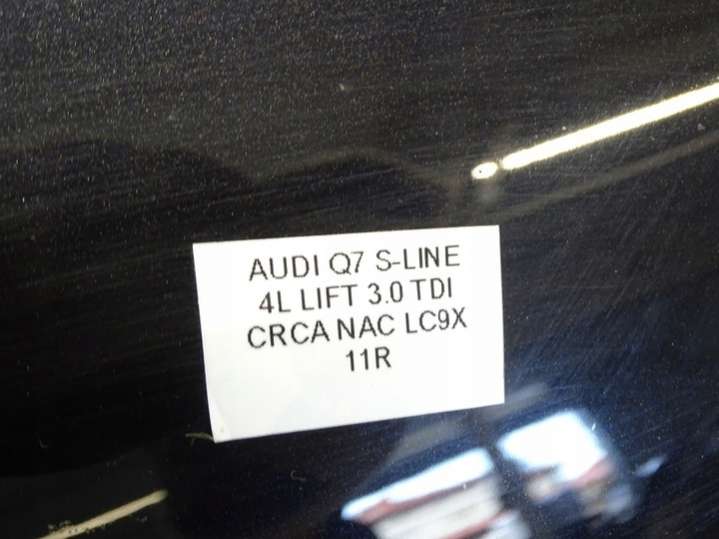 AUDI Q7 S-LINE
4L LIFT 3.0 TDI
CRCA NAC LC9X
11R